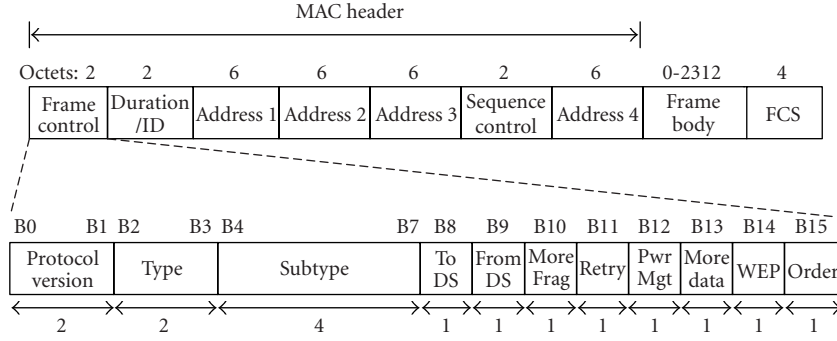 MAC header
Octets: 2 2 6 6 6 2 6 0-2312 4
Frame control Duration /ID Address 1 Address 2 Address 3 Sequence control Address 4 Frame body FCS
B0 B1 B2 B3 B4 B7 B8 B9 B10 B11 B12 B13 B14 B15
Protocol version Type Subtype To DS From DS More Frag Retry Pwr Mgt More data WEP Order
2 2 4 1 1 1 1 1 1 1 1